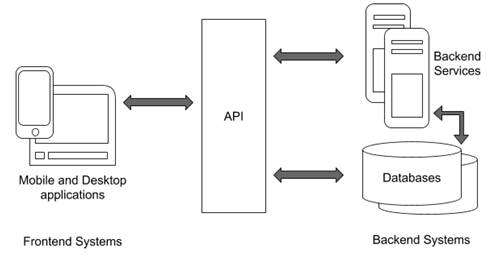 Backend
Services
API
Databases
Mobile and Desktop
applications
Frontend Systems
Backend Systems